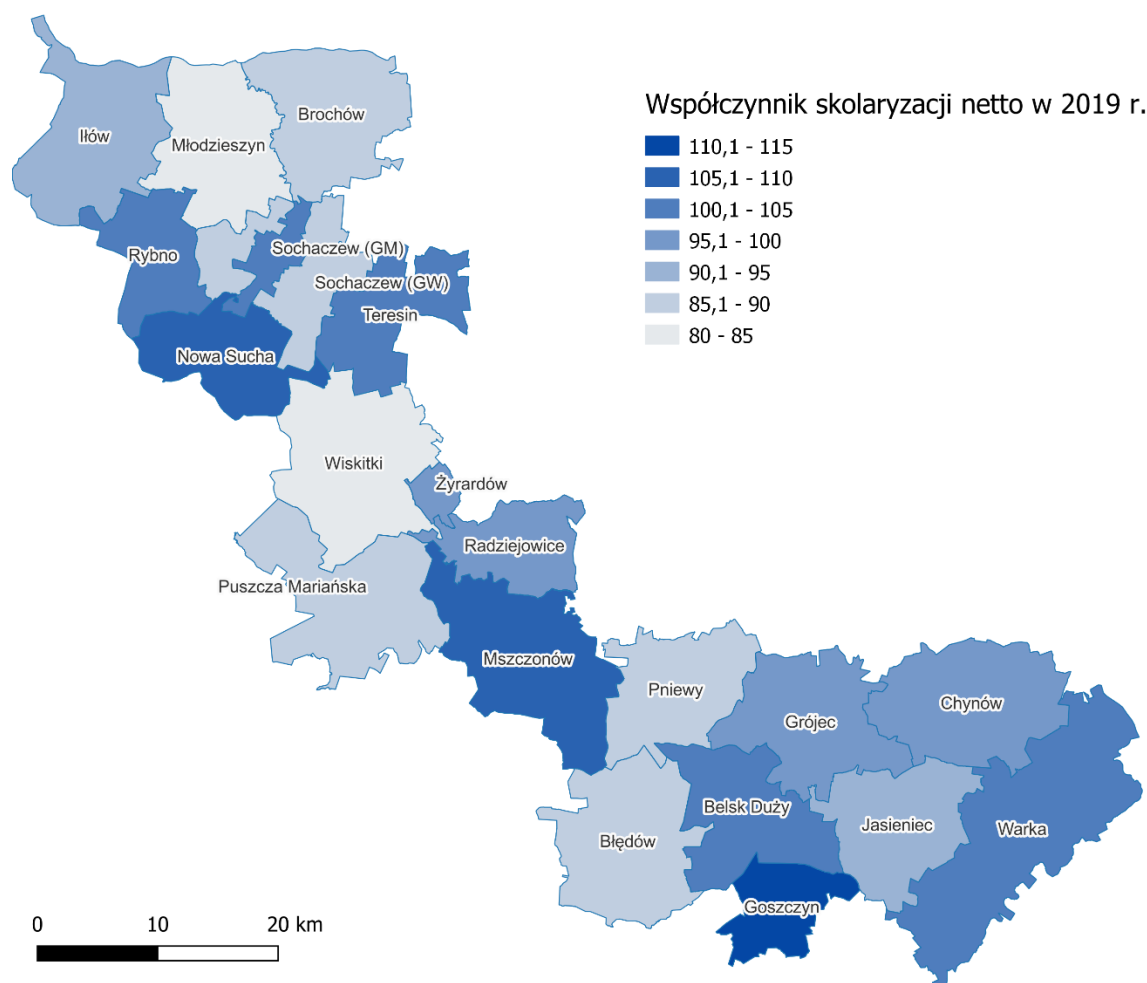 Współczynnik skolaryzacji netto w 2019 r.
110,1 - 115
105,1 - 110
100,1 - 105
95,1 - 100
90,1 - 95
85,1 - 90
80 - 85
Brochów
Iłów
Młodzieszyn
Sochaczew (GM)
Rybno
Sochaczew (GW)
Teresin
Nowa Sucha
Wiskitki
Żyrardów
Radziejowice
Puszcza Mariańska
Mszczonów
Pniewy
Grójec
Chynów
Belsk Duży
Jasieniec
Warka
Błędów
Goszczyn
0 10 20 km